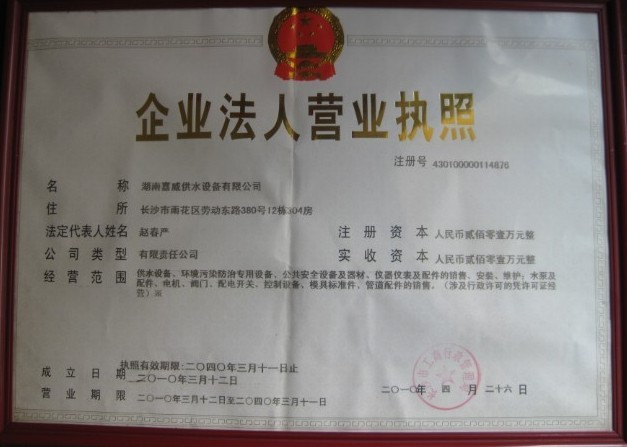 企业法人营业执照
注册号 430100000114876
名称 湖南嘉威供水设备有限公司
住所 长沙市雨花区劳动东路380号12栋304房
法定代表人姓名 赵春严 注册资本 人民币贰佰零壹万元整
公司类型 有限责任公司 实收资本 人民币贰佰零壹万元整
经营范围 供水设备、环境污染防治专用设备、公共安全设备及器材、仪器仪表及配件的销售、安装、维护；水泵及
配件、电机、阀门、配电开关、控制设备、模具标准件、管道配件的销售。（涉及行政许可的凭许可证经
营）
执照有效期限:二〇四〇年三月十一日止
成立日期 二〇一〇年三月十二日
营业期限 二〇一〇年三月十二日至二〇四〇年三月十一日
二〇一〇年 四 月 二十六 日